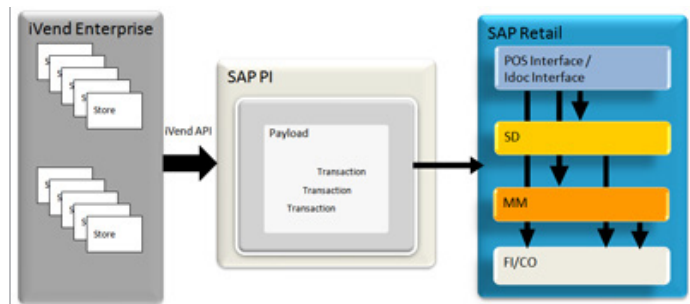 iVend Enterprise
Store
Store
iVend API
SAP PI
Payload
Transaction
Transaction
Transaction
SAP Retail
POS Interface /
Idoc Interface
SD
MM
FI/CO